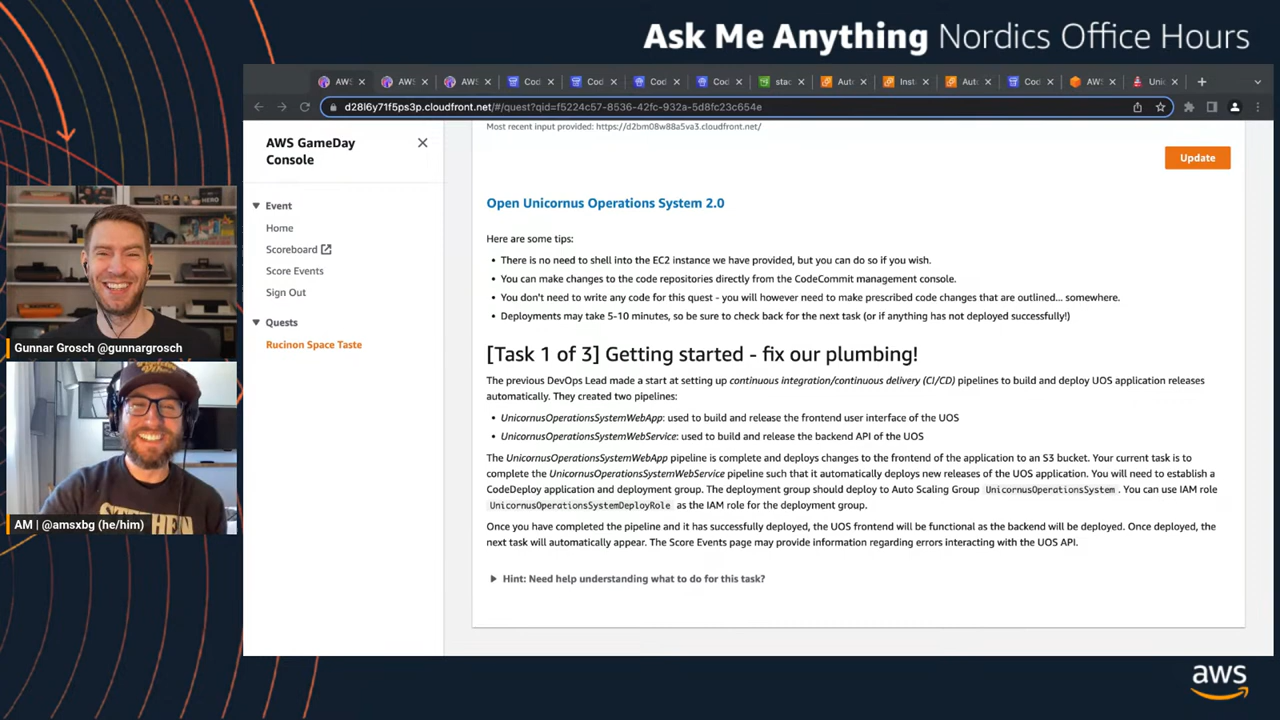 Ask Me Anything Nordics Office Hours
AWS
AWS
AWS
Cod
Cod
Cod
Cod
stac
Auto
Inst
Auto
Cod
AWS
Unic
d28l6y71f5ps3p.cloudfront.net/#/quest?qid=f5224c57-8536-42fc-932a-5d8fc23c654e
AWS GameDay
Console
Event
Home
Scoreboard
Score Events
Sign Out
Quests
Rucinon Space Taste
Most recent input provided: https://d2bm08w88a5va3.cloudfront.net/
Update
Open Unicornus Operations System 2.0
Here are some tips:
• There is no need to shell into the EC2 instance we have provided, but you can do so if you wish.
• You can make changes to the code repositories directly from the CodeCommit management console.
• You don't need to write any code for this quest - you will however need to make prescribed code changes that are outlined... somewhere.
• Deployments may take 5-10 minutes, so be sure to check back for the next task (or if anything has not deployed successfully!)
[Task 1 of 3] Getting started - fix our plumbing!
The previous DevOps Lead made a start at setting up continuous integration/continuous delivery (CI/CD) pipelines to build and deploy UOS application releases
automatically. They created two pipelines:
• UnicornusOperationsSystemWebApp: used to build and release the frontend user interface of the UOS
• UnicornusOperationsSystemWebService: used to build and release the backend API of the UOS
The UnicornusOperationsSystemWebApp pipeline is complete and deploys changes to the frontend of the application to an S3 bucket. Your current task is to
complete the UnicornusOperationsSystemWebService pipeline such that it automatically deploys new releases of the UOS application. You will need to establish a
CodeDeploy application and deployment group. The deployment group should deploy to Auto Scaling Group UnicornusOperationsSystem. You can use IAM role
UnicornusOperationsSystemDeployRole as the IAM role for the deployment group.
Once you have completed the pipeline and it has successfully deployed, the UOS frontend will be functional as the backend will be deployed. Once deployed, the
next task will automatically appear. The Score Events page may provide information regarding errors interacting with the UOS API.
Hint: Need help understanding what to do for this task?
HERO
Gunnar Grosch @gunnargrosch
AM | @amsxbg (he/him)
aws